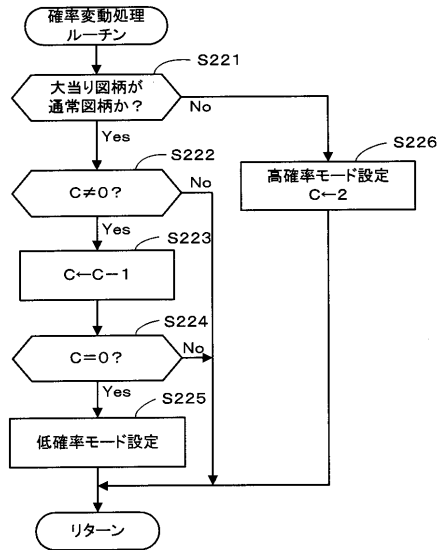 確率変動処理
ルーチン
S221
大当り図柄が
通常図柄か？
No
Yes
S222
C≠0？
No
Yes
S226
高確率モード設定
C←2
S223
C←C－1
S224
C＝0？
No
Yes
S225
低確率モード設定
リターン